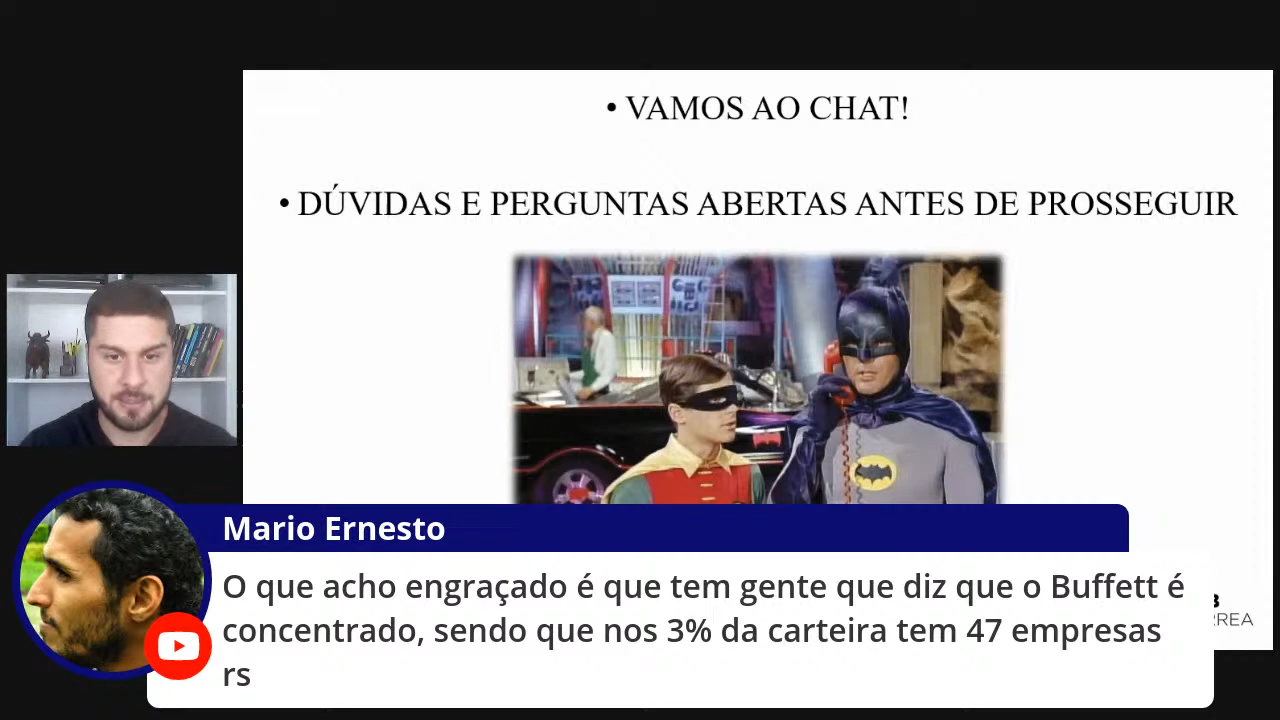 • VAMOS AO CHAT!
• DÚVIDAS E PERGUNTAS ABERTAS ANTES DE PROSSEGUIR
Mario Ernesto
O que acho engraçado é que tem gente que diz que o Buffett é
concentrado, sendo que nos 3% da carteira tem 47 empresas
rs